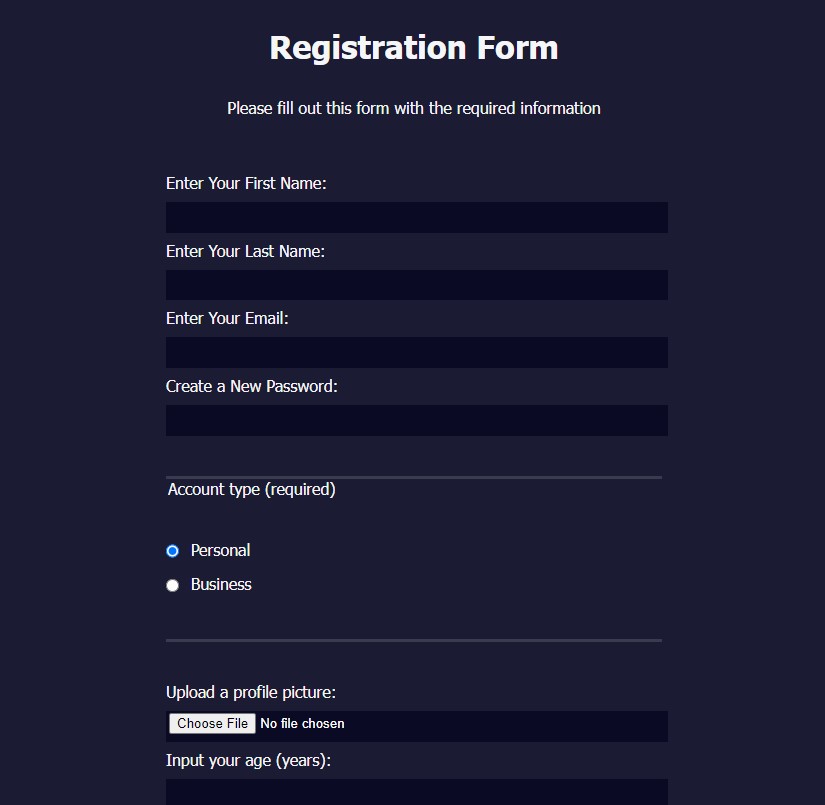 Registration Form
Please fill out this form with the required information
Enter Your First Name:
Enter Your Last Name:
Enter Your Email:
Create a New Password:
Account type (required)
Personal
Business
Upload a profile picture:
Choose File No file chosen
Input your age (years):